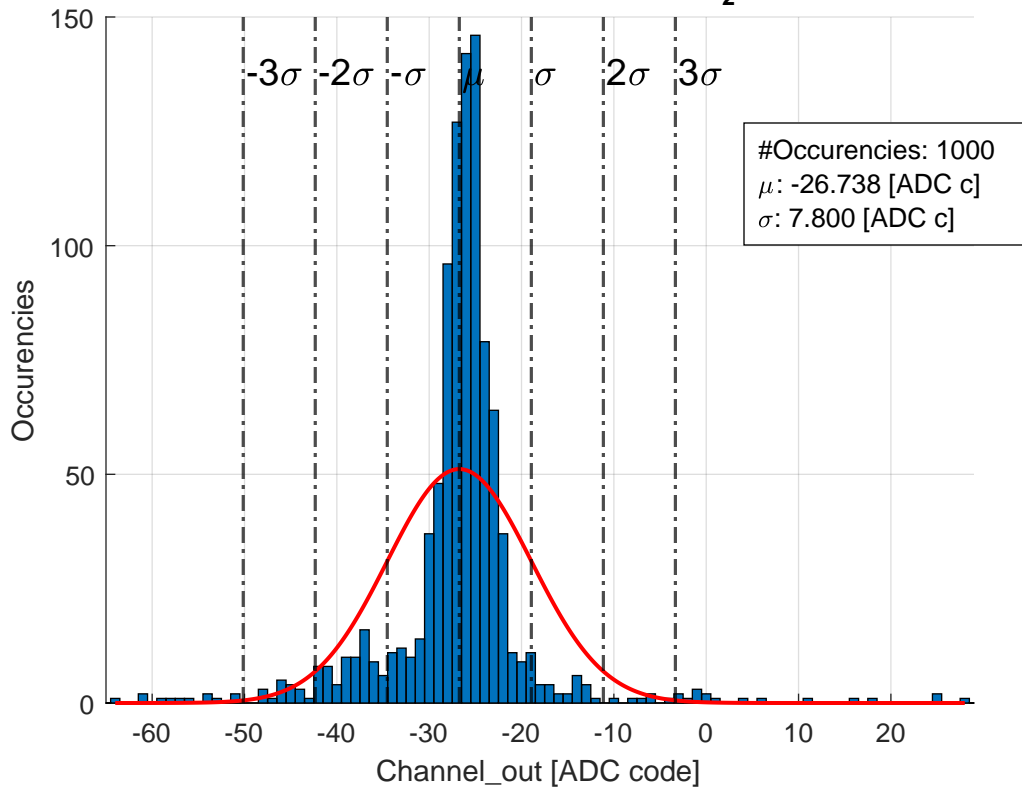 2
150
-3σ -2σ -σ μ σ 2σ 3σ
#Occurencies: 1000
μ: -26.738 [ADC c]
σ: 7.800 [ADC c]
100
Occurencies
50
0
-60 -50 -40 -30 -20 -10 0 10 20
Channel_out [ADC code]